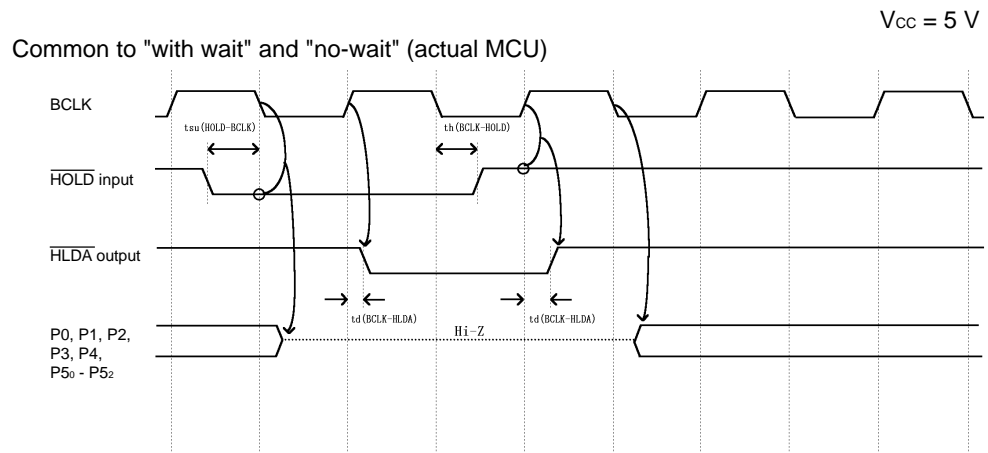 VCC = 5 V
Common to "with wait" and "no-wait" (actual MCU)
BCLK
tsu(HOLD-BCLK)
th(BCLK-HOLD)
HOLD input
HLDA output
td(BCLK-HLDA)
td(BCLK-HLDA)
Hi-Z
P0, P1, P2,
P3, P4,
P50 - P52